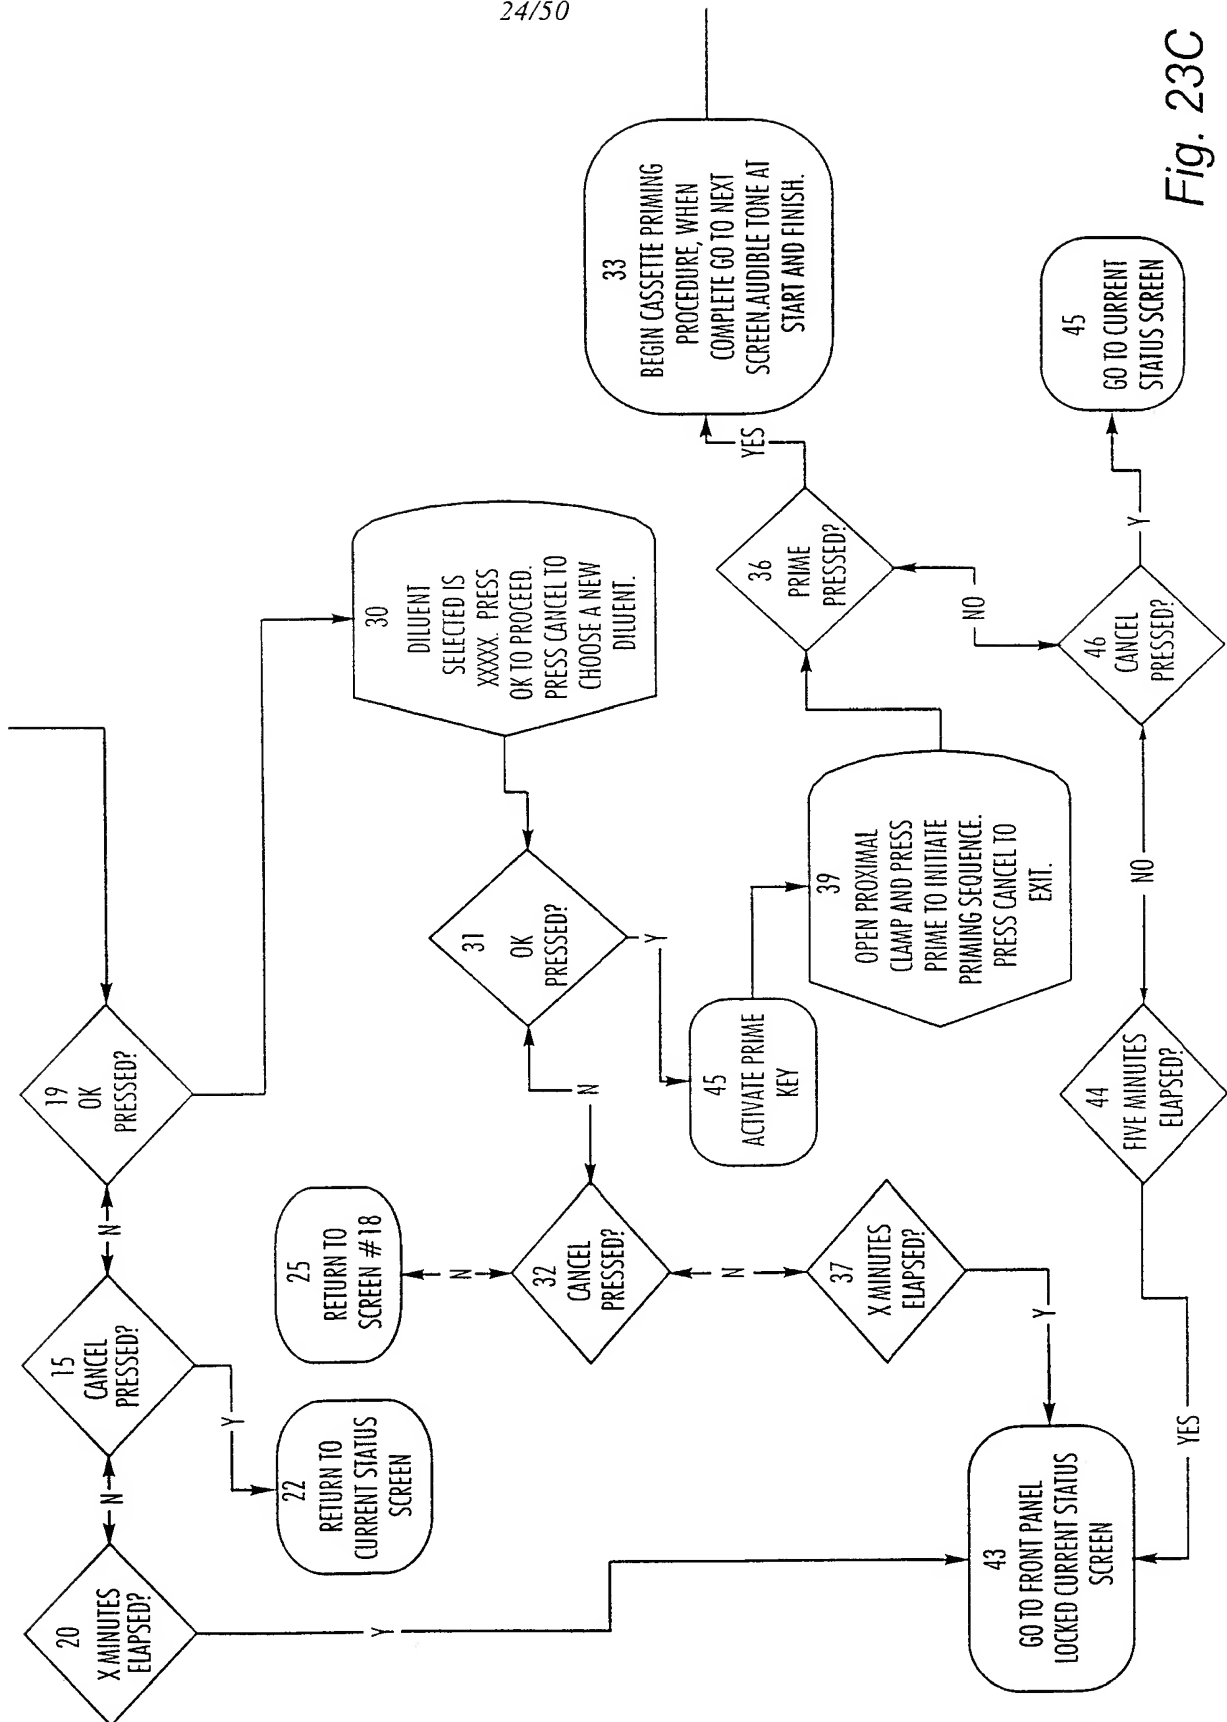 24/50
20
X MINUTES
ELAPSED?
N
15
CANCEL
PRESSED?
N
19
OK
PRESSED?
Y
22
RETURN TO
CURRENT STATUS
SCREEN
25
RETURN TO
SCREEN #18
N
32
CANCEL
PRESSED?
N
31
OK
PRESSED?
30
DILUENT
SELECTED IS
XXXXX. PRESS
OK TO PROCEED.
PRESS CANCEL TO
CHOOSE A NEW
DILUENT.
Y
N
37
X MINUTES
ELAPSED?
Y
Y
45
ACTIVATE PRIME
KEY
39
OPEN PROXIMAL
CLAMP AND PRESS
PRIME TO INITIATE
PRIMING SEQUENCE.
PRESS CANCEL TO
EXIT.
36
PRIME
PRESSED?
YES
33
BEGIN CASSETTE PRIMING
PROCEDURE, WHEN
COMPLETE GO TO NEXT
SCREEN.AUDIBLE TONE AT
START AND FINISH.
NO
43
GO TO FRONT PANEL
LOCKED CURRENT STATUS
SCREEN
YES
44
FIVE MINUTES
ELAPSED?
NO
46
CANCEL
PRESSED?
Y
45
GO TO CURRENT
STATUS SCREEN
Fig. 23C